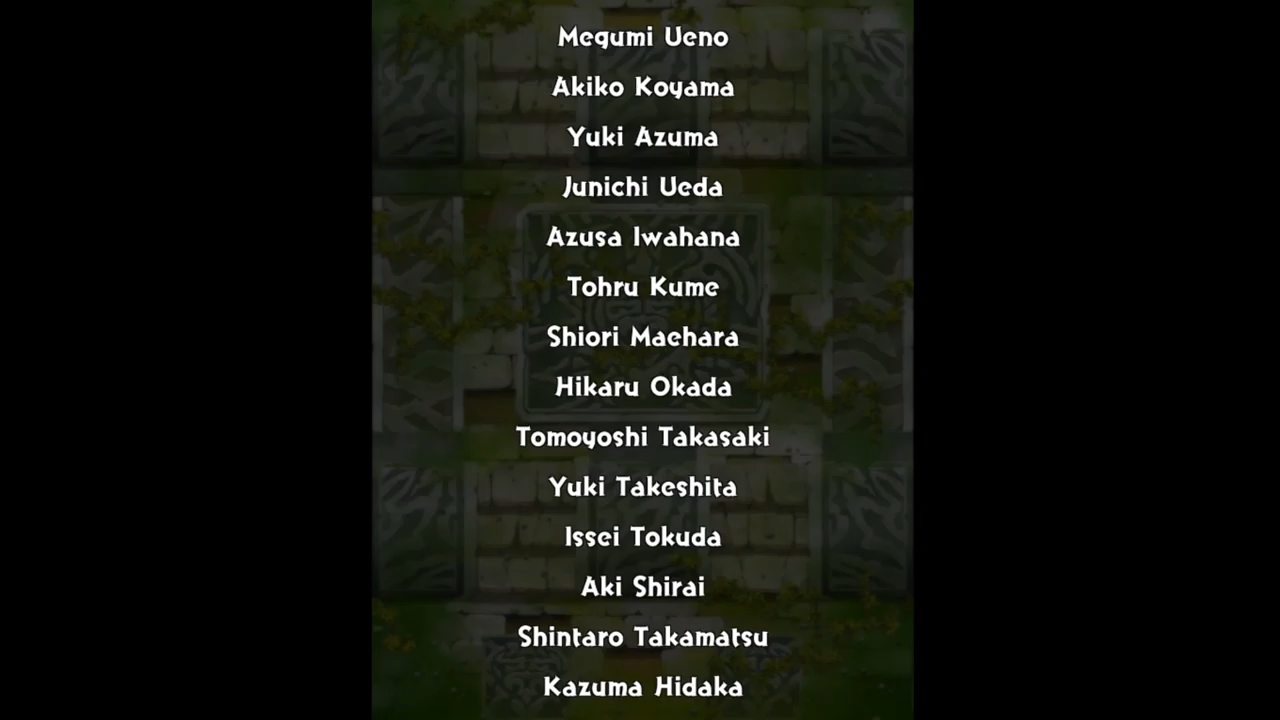 Megumi Ueno
Akiko Koyama
Yuki Azuma
Junichi Ueda
Azusa Iwahana
Tohru Kume
Shiori Maehara
Hikaru Okada
Tomoyoshi Takasaki
Yuki Takeshita
Issei Tokuda
Aki Shirai
Shintaro Takamatsu
Kazuma Hidaka